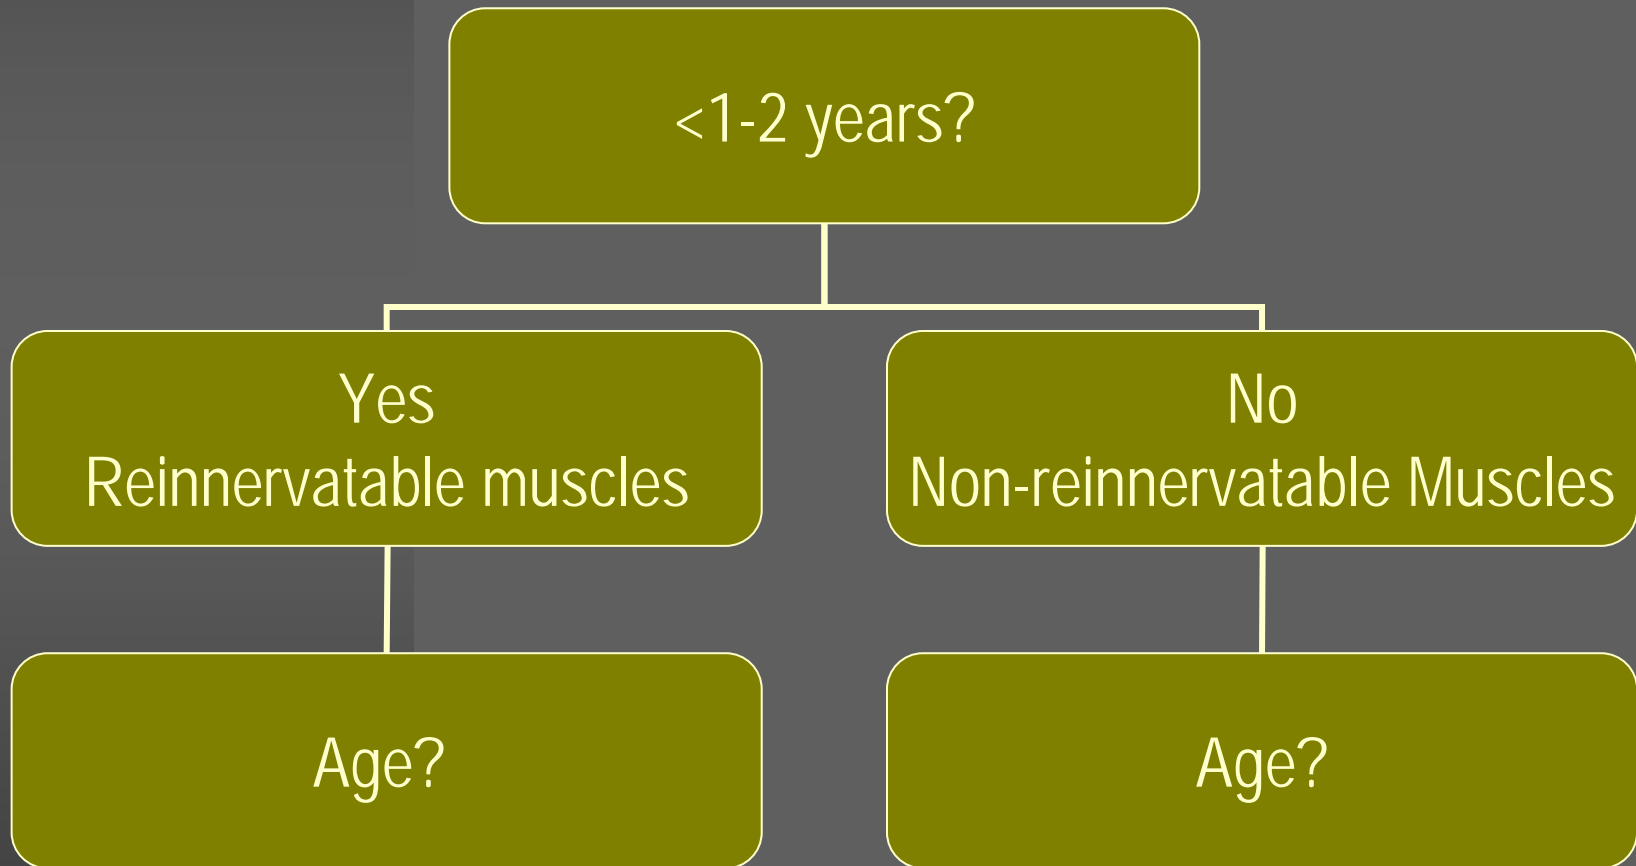 <1-2 years?
Yes
Reinnervatable muscles
No
Non-reinnervatable Muscles
Age?
Age?